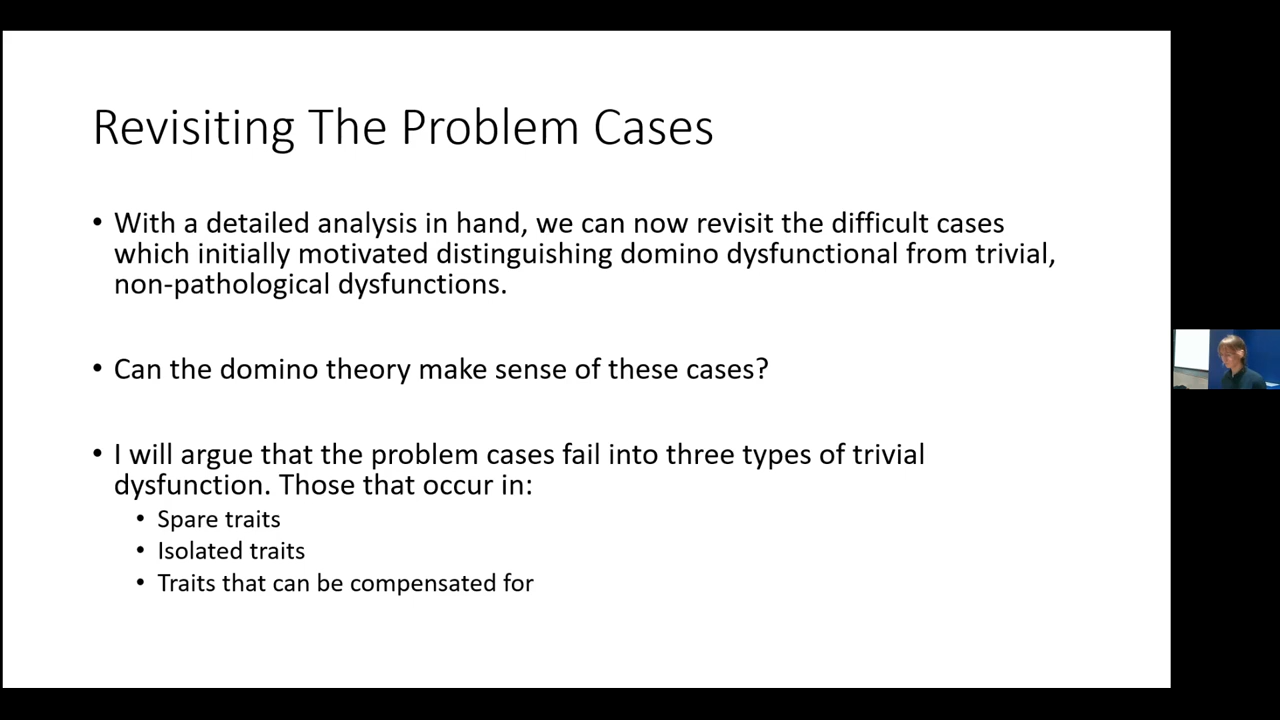 Revisiting The Problem Cases
• With a detailed analysis in hand, we can now revisit the difficult cases
which initially motivated distinguishing domino dysfunctional from trivial,
non-pathological dysfunctions.
• Can the domino theory make sense of these cases?
• I will argue that the problem cases fail into three types of trivial
dysfunction. Those that occur in:
• Spare traits
• Isolated traits
• Traits that can be compensated for